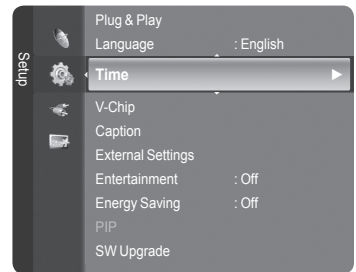 Setup
Plug & Play
Language : English
Time
V-Chip
Caption
External Settings
Entertainment : Off
Energy Saving : Off
PIP
SW Upgrade